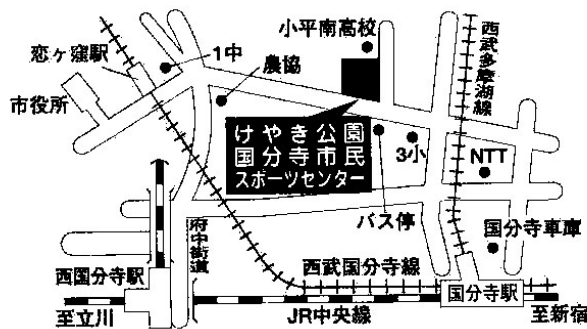 小平南高校
西武多摩湖線
恋ヶ窪駅
1中
農協
市役所
けやき公園
国分寺市民
スポーツセンター
3小
NTT
バス停
国分寺車庫
府中街道
西国分寺駅
西武国分寺線
国分寺駅
至立川
JR中央線
至新宿